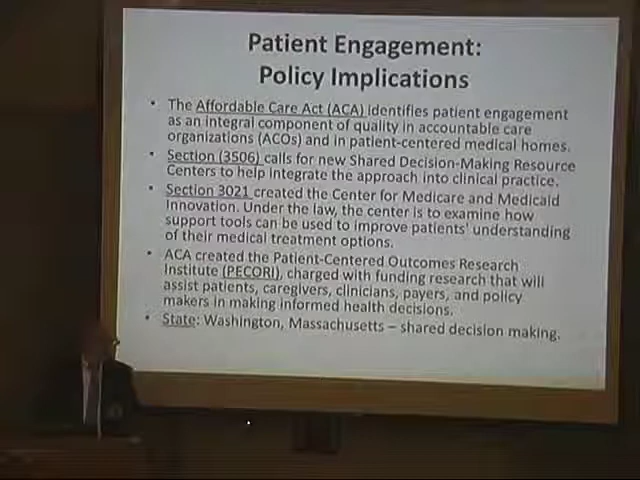 Patient Engagement:
Policy Implications
• The Affordable Care Act (ACA) identifies patient engagement
as an integral component of quality in accountable care
organizations (ACOs) and in patient-centered medical homes.
• Section (3506) calls for new Shared Decision-Making Resource
Centers to help integrate the approach into clinical practice.
• Section 3021 created the Center for Medicare and Medicaid
Innovation. Under the law, the center is to examine how
support tools can be used to improve patients' understanding
of their medical treatment options.
• ACA created the Patient-Centered Outcomes Research
Institute (PECORI), charged with funding research that will
assist patients, caregivers, clinicians, payers, and policy
makers in making informed health decisions.
• State: Washington, Massachusetts – shared decision making.